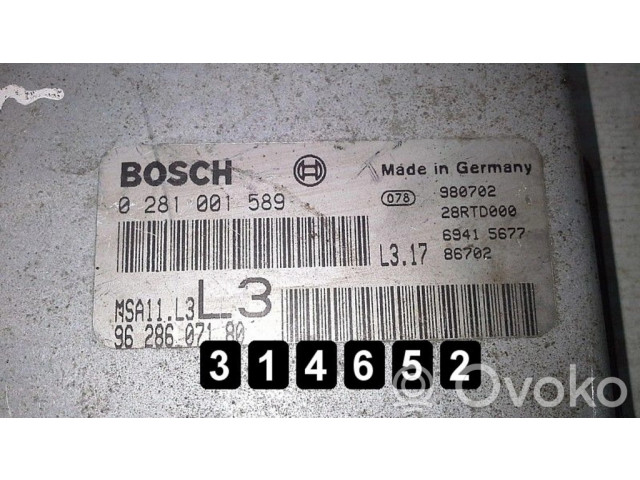 BOSCH
Made in Germany
0 281 001 589
078
980702
28RTD000
6941 5677
L3.17 86702
MSA11.L3 L3
96 286 071 80
314652
Ovoko